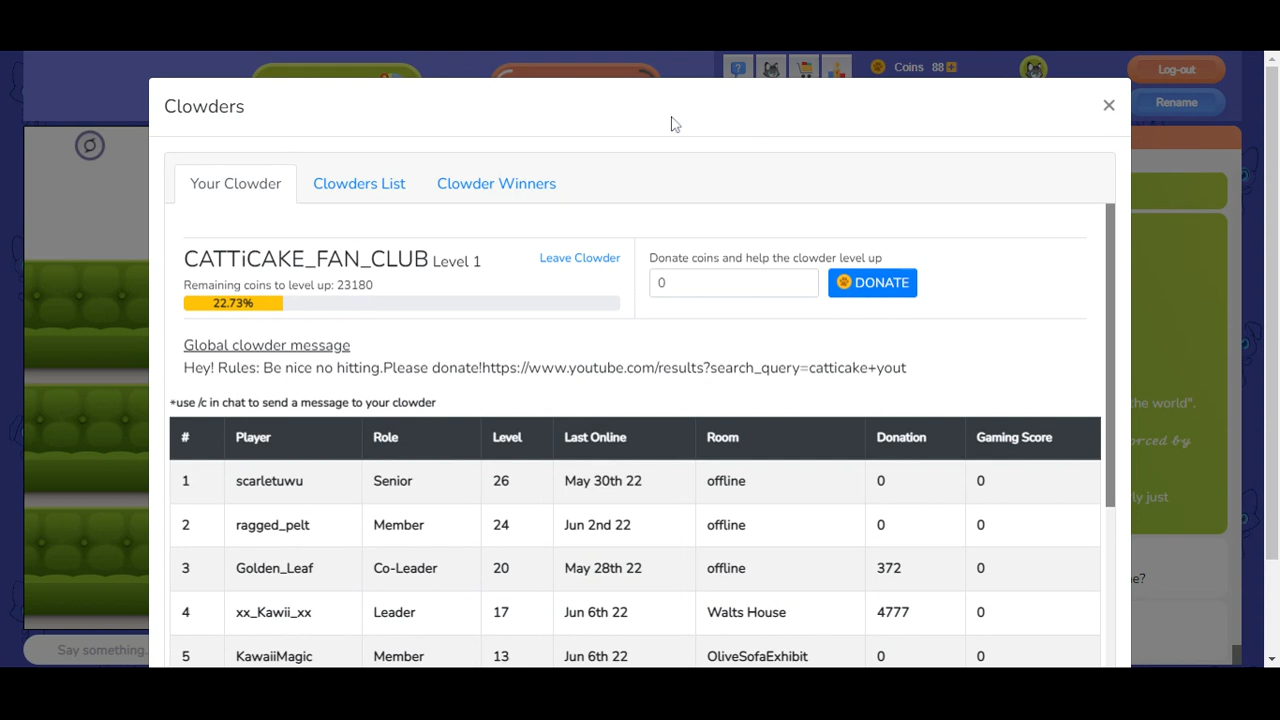 Coins 88
Log-out
Rename
Clowders
×
Your Clowder Clowders List Clowder Winners
CATTiCAKE_FAN_CLUB Level 1 Leave Clowder
Remaining coins to level up: 23180
22.73%
Donate coins and help the clowder level up
0 DONATE
Global clowder message
Hey! Rules: Be nice no hitting.Please donate!https://www.youtube.com/results?search_query=catticake+yout
*use /c in chat to send a message to your clowder
# Player Role Level Last Online Room Donation Gaming Score
1 scarletuwu Senior 26 May 30th 22 offline 0 0
2 ragged_pelt Member 24 Jun 2nd 22 offline 0 0
3 Golden_Leaf Co-Leader 20 May 28th 22 offline 372 0
4 xx_Kawii_xx Leader 17 Jun 6th 22 Walts House 4777 0
5 KawaiiMagic Member 13 Jun 6th 22 OliveSofaExhibit 0 0
the world".
orced by
ly just
e?
Say something.